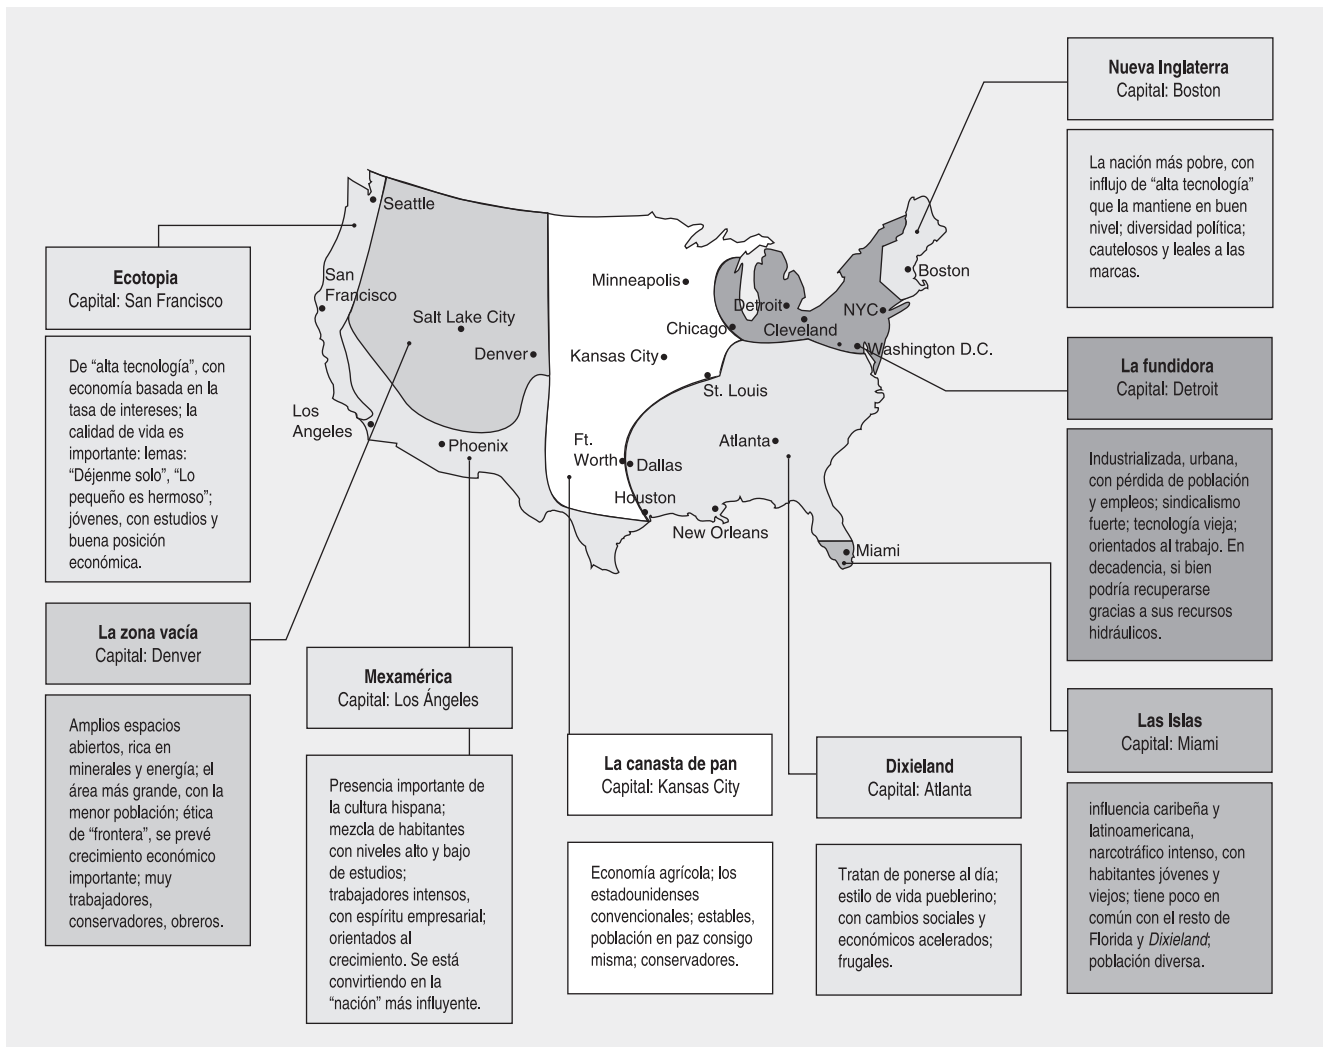 Nueva Inglaterra
Capital: Boston
La nación más pobre, con
influjo de “alta tecnología”
que la mantiene en buen
nivel; diversidad política;
cautelosos y leales a las
marcas.
Seattle
San
Francisco
Salt Lake City
Denver
Los
Angeles
Phoenix
Minneapolis
Chicago
Kansas City
St. Louis
Ft.
Worth
Dallas
Houston
New Orleans
Atlanta
Miami
Detroit
Cleveland
NYC
Boston
Washington D.C.
Ecotopia
Capital: San Francisco
De “alta tecnología”, con
economía basada en la
tasa de intereses; la
calidad de vida es
importante: lemas:
“Déjenme solo”, “Lo
pequeño es hermoso”;
jóvenes, con estudios y
buena posición
económica.
La fundidora
Capital: Detroit
Industrializada, urbana,
con pérdida de población
y empleos; sindicalismo
fuerte; tecnología vieja;
orientados al trabajo. En
decadencia, si bien
podría recuperarse
gracias a sus recursos
hidráulicos.
La zona vacía
Capital: Denver
Amplios espacios
abiertos, rica en
minerales y energía; el
área más grande, con la
menor población; ética
de “frontera”, se prevé
crecimiento económico
importante; muy
trabajadores,
conservadores, obreros.
Mexamérica
Capital: Los Ángeles
Presencia importante de
la cultura hispana;
mezcla de habitantes
con niveles alto y bajo
de estudios;
trabajadores intensos,
con espíritu empresarial;
orientados al
crecimiento. Se está
convirtiendo en la
“nación” más influyente.
La canasta de pan
Capital: Kansas City
Economía agrícola; los
estadounidenses
convencionales; estables,
población en paz consigo
misma; conservadores.
Dixieland
Capital: Atlanta
Tratan de ponerse al día;
estilo de vida pueblerino;
con cambios sociales y
económicos acelerados;
frugales.
Las Islas
Capital: Miami
influencia caribeña y
latinoamericana,
narcotráfico intenso, con
habitantes jóvenes y
viejos; tiene poco en
común con el resto de
Florida y Dixieland;
población diversa.